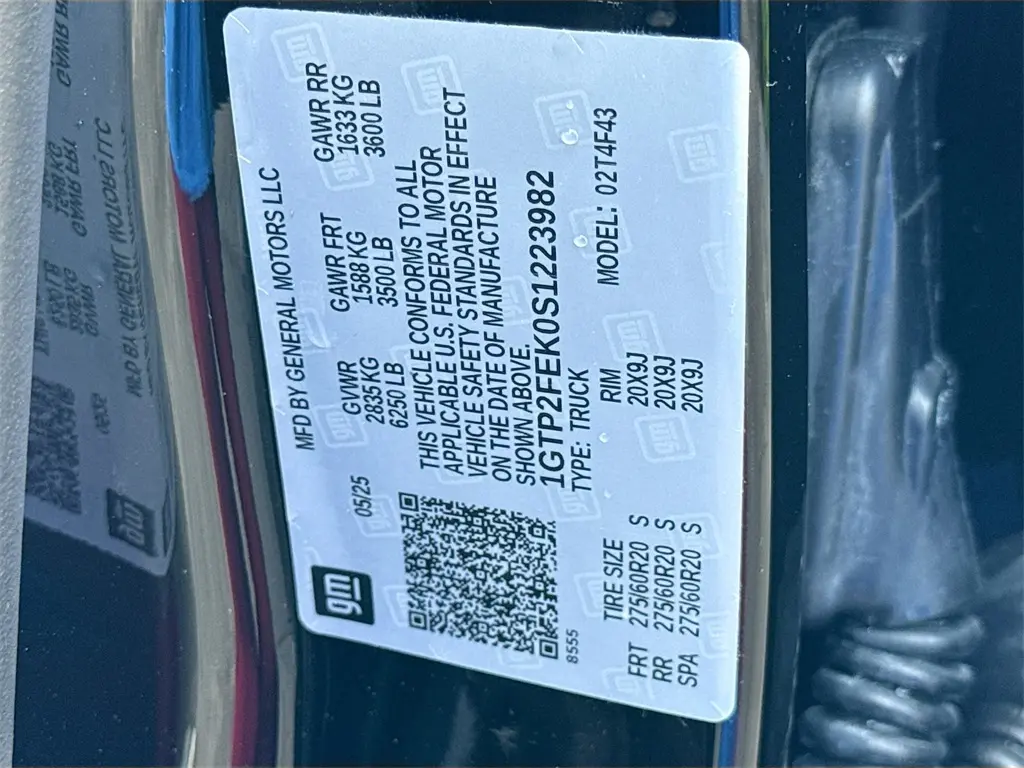 gm
05/25
MFD BY GENERAL MOTORS LLC
GVWR GAWR FRT GAWR RR
2835 KG 1588 KG 1633 KG
6250 LB 3500 LB 3600 LB
THIS VEHICLE CONFORMS TO ALL
APPLICABLE U.S. FEDERAL MOTOR
VEHICLE SAFETY STANDARDS IN EFFECT
ON THE DATE OF MANUFACTURE
SHOWN ABOVE.
1GTP2FEK0S1223982
8555
TYPE: TRUCK MODEL: 02T4F43
TIRE SIZE RIM
FRT 275/60R20 S 20X9J
RR 275/60R20 S 20X9J
SPA 275/60R20 S 20X9J